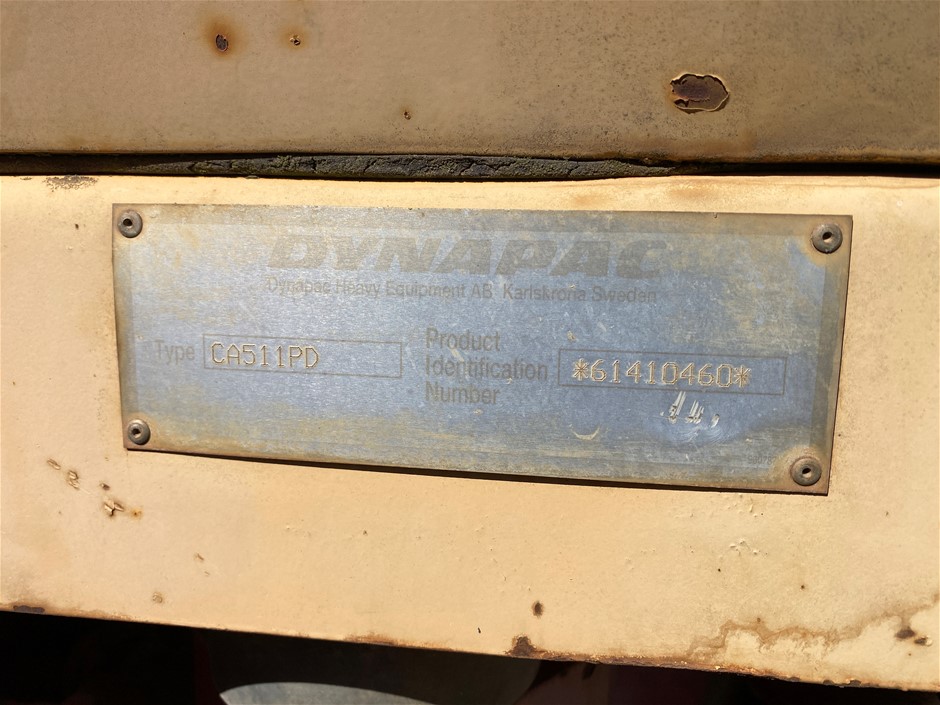 DYNAPAC
Dynapac Heavy Equipment AB Karlskrona Sweden
Type CA511PD
Product
Identification
Number
*61410460*